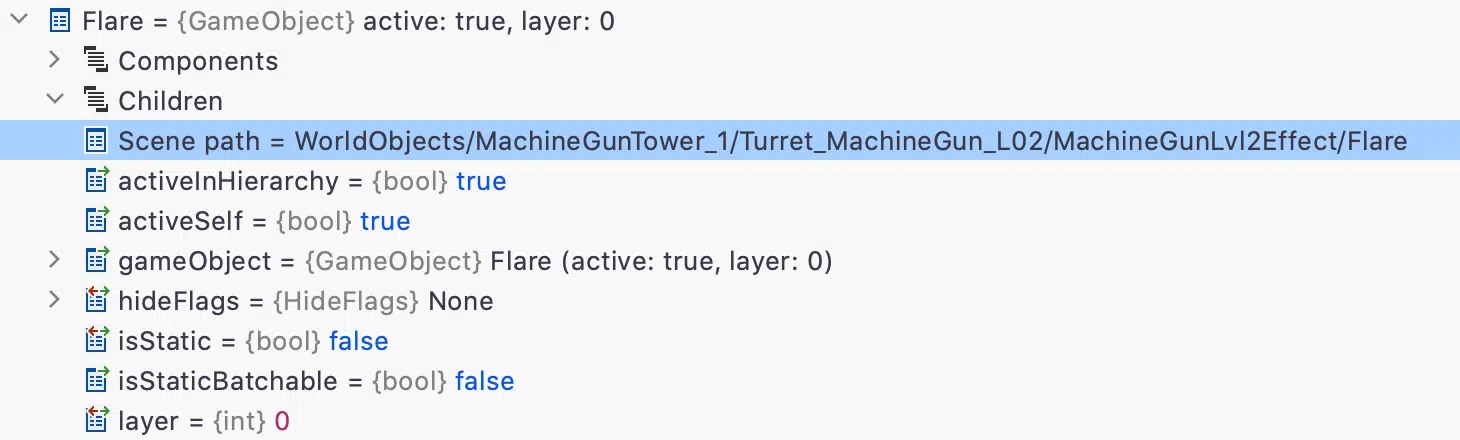 Flare = {GameObject} active: true, layer: 0
Components
Children
Scene path = WorldObjects/MachineGunTower_1/Turret_MachineGun_L02/MachineGunLvl2Effect/Flare
activeInHierarchy = {bool} true
activeSelf = {bool} true
gameObject = {GameObject} Flare (active: true, layer: 0)
hideFlags = {HideFlags} None
isStatic = {bool} false
isStaticBatchable = {bool} false
layer = {int} 0